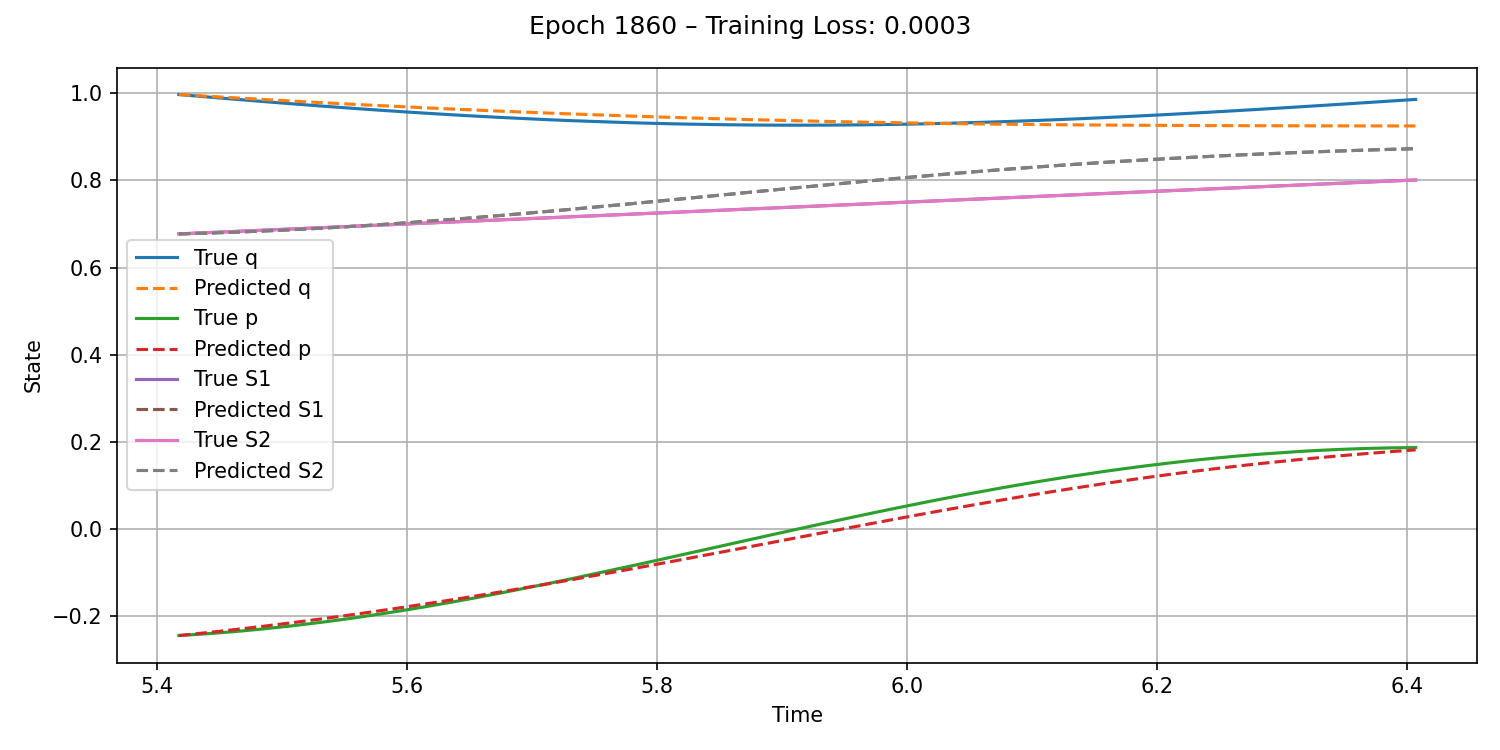 Epoch 1860 – Training Loss: 0.0003
1.0
0.8
0.6
0.4
0.2
0.0
−0.2
State
True q
Predicted q
True p
Predicted p
True S1
Predicted S1
True S2
Predicted S2
5.4 5.6 5.8 6.0 6.2 6.4
Time